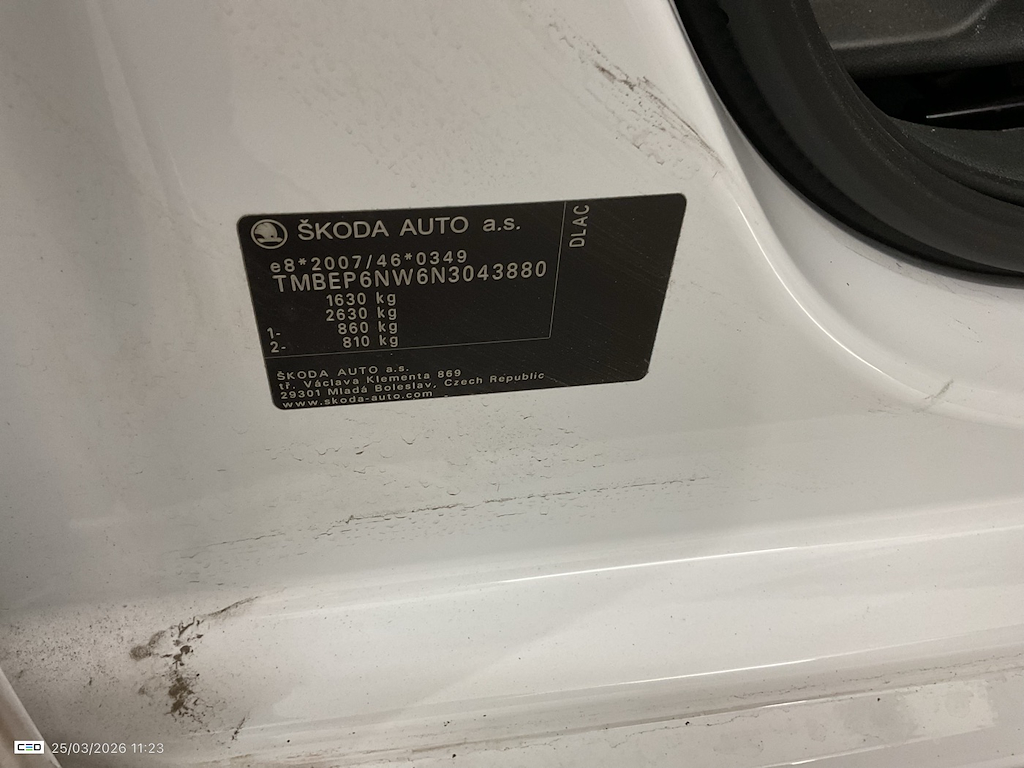 ŠKODA AUTO a.s.
DLAC
e8*2007/46*0349
TMBEP6NW6N3043880
1630 kg
2630 kg
1- 860 kg
2- 810 kg
ŠKODA AUTO a.s.
tř. Václava Klementa 869
29301 Mladá Boleslav, Czech Republic
www.skoda-auto.com
CEO 25/03/2026 11:23